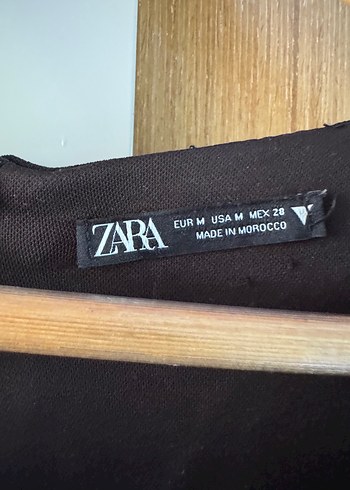 ZARA
EUR M USA M MEX 28
MADE IN MOROCCO